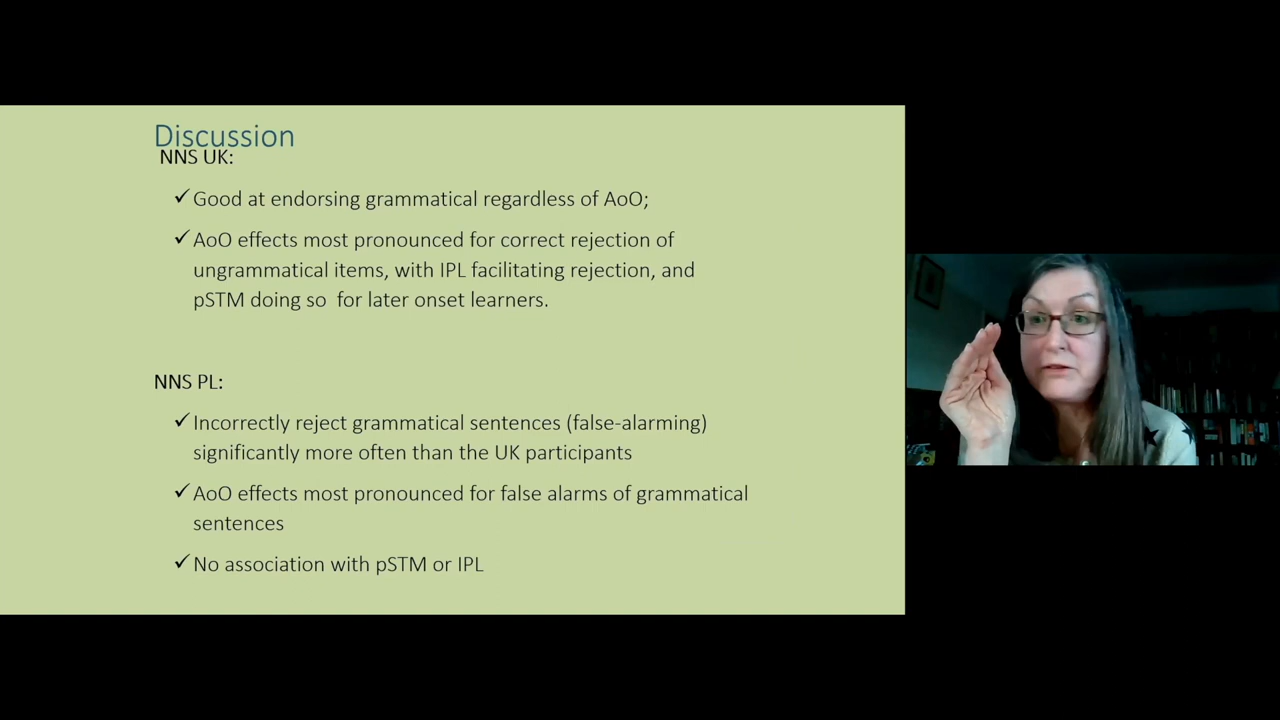 Discussion
NNS UK:
✓ Good at endorsing grammatical regardless of AoO;
✓ AoO effects most pronounced for correct rejection of
ungrammatical items, with IPL facilitating rejection, and
pSTM doing so for later onset learners.
NNS PL:
✓ Incorrectly reject grammatical sentences (false-alarming)
significantly more often than the UK participants
✓ AoO effects most pronounced for false alarms of grammatical
sentences
✓ No association with pSTM or IPL